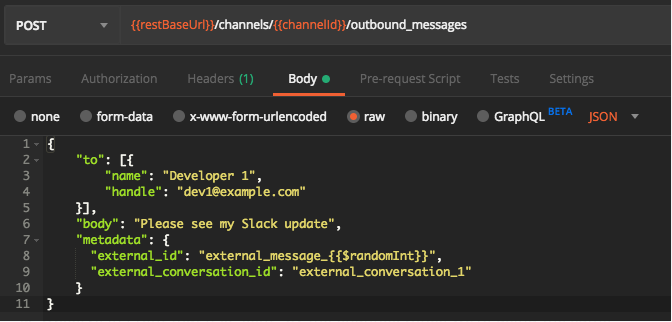 POST {{restBaseUrl}}/channels/{{channelId}}/outbound_messages
Params Authorization Headers (1) Body Pre-request Script Tests Settings
none form-data x-www-form-urlencoded raw binary GraphQL BETA JSON
1 {
2 "to": [{
3 "name": "Developer 1",
4 "handle": "dev1@example.com"
5 }],
6 "body": "Please see my Slack update",
7 "metadata": {
8 "external_id": "external_message_{{$randomInt}}",
9 "external_conversation_id": "external_conversation_1"
10 }
11 }